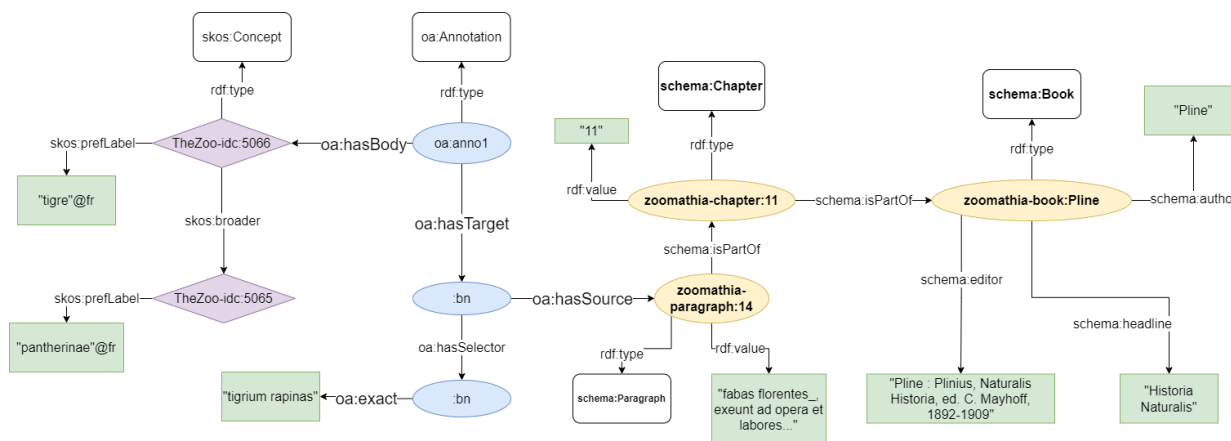 skos:Concept
oa:Annotation
schema:Chapter
schema:Book
"Pline"
rdf:type
rdf:type
rdf:type
rdf:type
"11"
skos:prefLabel
TheZoo-idc:5066
oa:hasBody
oa:anno1
rdf:value
"tigre"@fr
zoomathia-chapter:11
schema:isPartOf
zoomathia-book:Pline
schema:autho
skos:broader
oa:hasTarget
schema:isPartOf
schema:editor
skos:prefLabel
TheZoo-idc:5065
:bn
oa:hasSource
zoomathia-
paragraph:14
schema:headline
"pantherinae"@fr
oa:hasSelector
rdf:type
rdf:value
"tigrium rapinas"
oa:exact
:bn
schema:Paragraph
"fabas florentes_,
exeunt ad opera et
labores..."
"Pline : Plinius, Naturalis
Historia, ed. C. Mayhoff,
1892-1909"
"Historia
Naturalis"